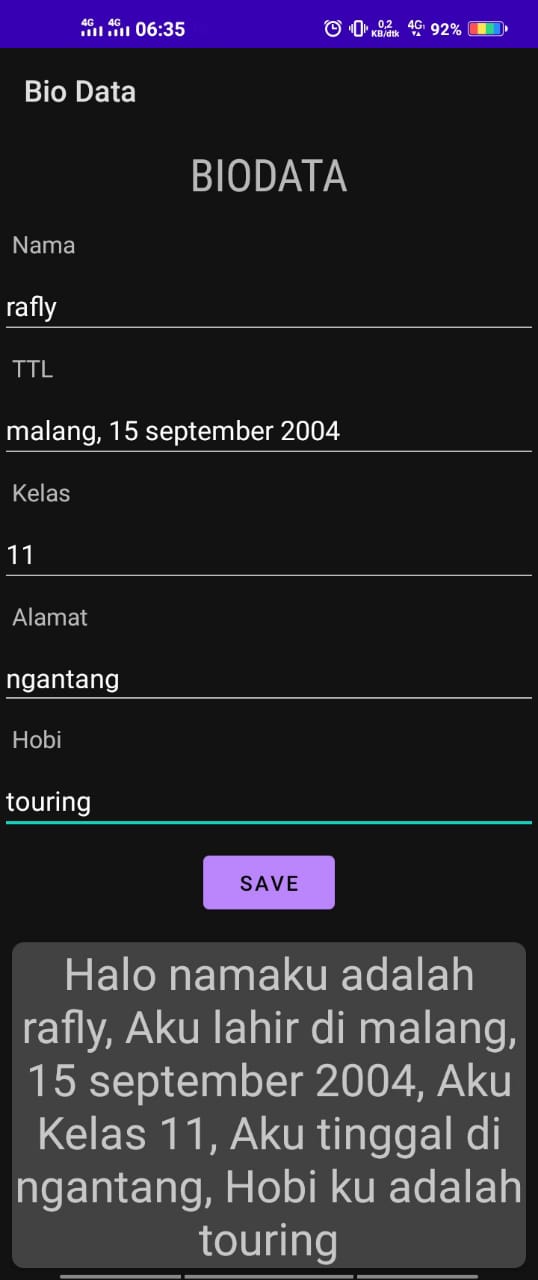 4G 4G 06:35 0,2 KB/dtk 4G 92%
Bio Data
BIODATA
Nama
rafly
TTL
malang, 15 september 2004
Kelas
11
Alamat
ngantang
Hobi
touring
SAVE
Halo namaku adalah
rafly, Aku lahir di malang,
15 september 2004, Aku
Kelas 11, Aku tinggal di
ngantang, Hobi ku adalah
touring